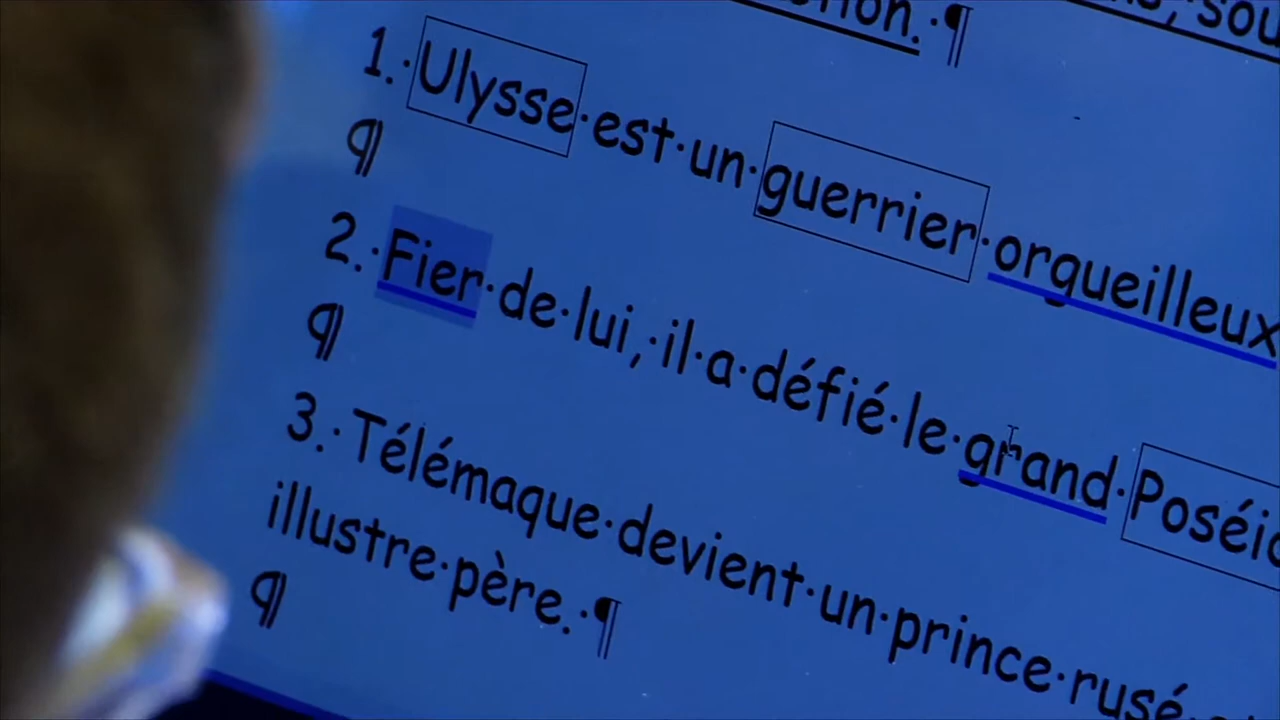 sou
1. Ulysse est un guerrier orgueilleux
2. Fier de lui, il a défié le grand
3. Télémaque devient un prince rusé
illustre père.